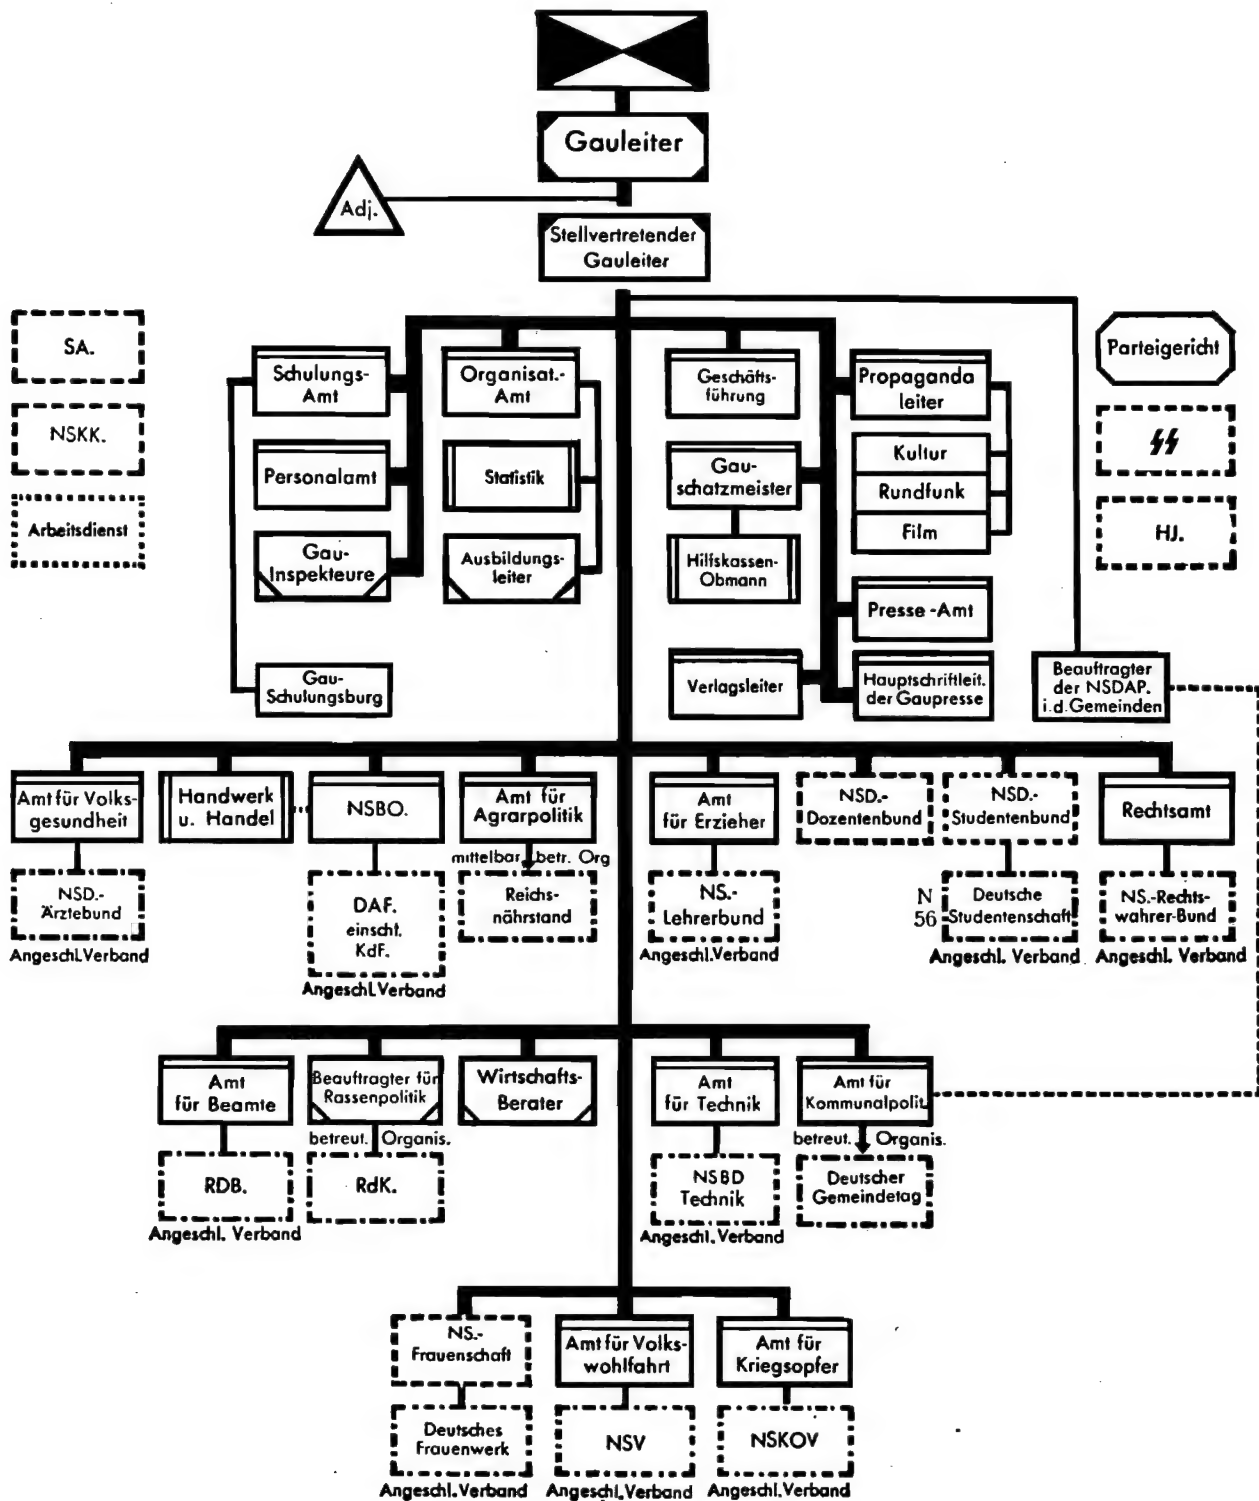 Gauleiter
Adj.
Stellvertretender
Gauleiter
SA.
NSKK.
Arbeitsdienst
Schulungs-
Amt
Personalamt
Gau-
Inspekteure
Gau-
Schulungsburg
Organisat.-
Amt
Statistik
Ausbildungs-
leiter
Geschäfts-
führung
Gau-
schatzmeister
Hilfskassen-
Obmann
Verlagsleiter
Propaganda
leiter
Kultur
Rundfunk
Film
Presse-Amt
Hauptschriftleit.
der Gaupresse
Parteigericht
SS
HJ.
Beauftragter
der NSDAP.
i.d.Gemeinden
Amt für Volks-
gesundheit
NSD.-
Ärztebund
Angeschl.Verband
Handwerk
u. Handel
NSBO.
DAF.
einscht.
KdF.
Angeschl.Verband
Amt für
Agrarpolitik
mittelbar betr. Org
Reichs-
nährstand
Amt
für Erzieher
NS.-
Lehrerbund
Angeschl.Verband
NSD.-
Dozentenbund
NSD.-
Studentenbund
N
56
Deutsche
Studentenschaft
Angeschl. Verband
Rechtsamt
NS.-Rechts-
wahrer-Bund
Angeschl. Verband
Amt
für Beamte
RDB.
Angeschl. Verband
Beauftragter für
Rassenpolitik
betreut. Organis.
RdK.
Wirtschafts-
Berater
Amt
für Technik
NSBD
Technik
Angeschl.Verband
Amt für
Kommunalpolit.
betreut. Organis.
Deutscher
Gemeindetag
NS.-
Frauenschaft
Deutsches
Frauenwerk
Angeschl.Verband
Amt für Volks-
wohlfahrt
NSV
Angeschl.Verband
Amt für
Kriegsopfer
NSKOV
Angeschl.Verband